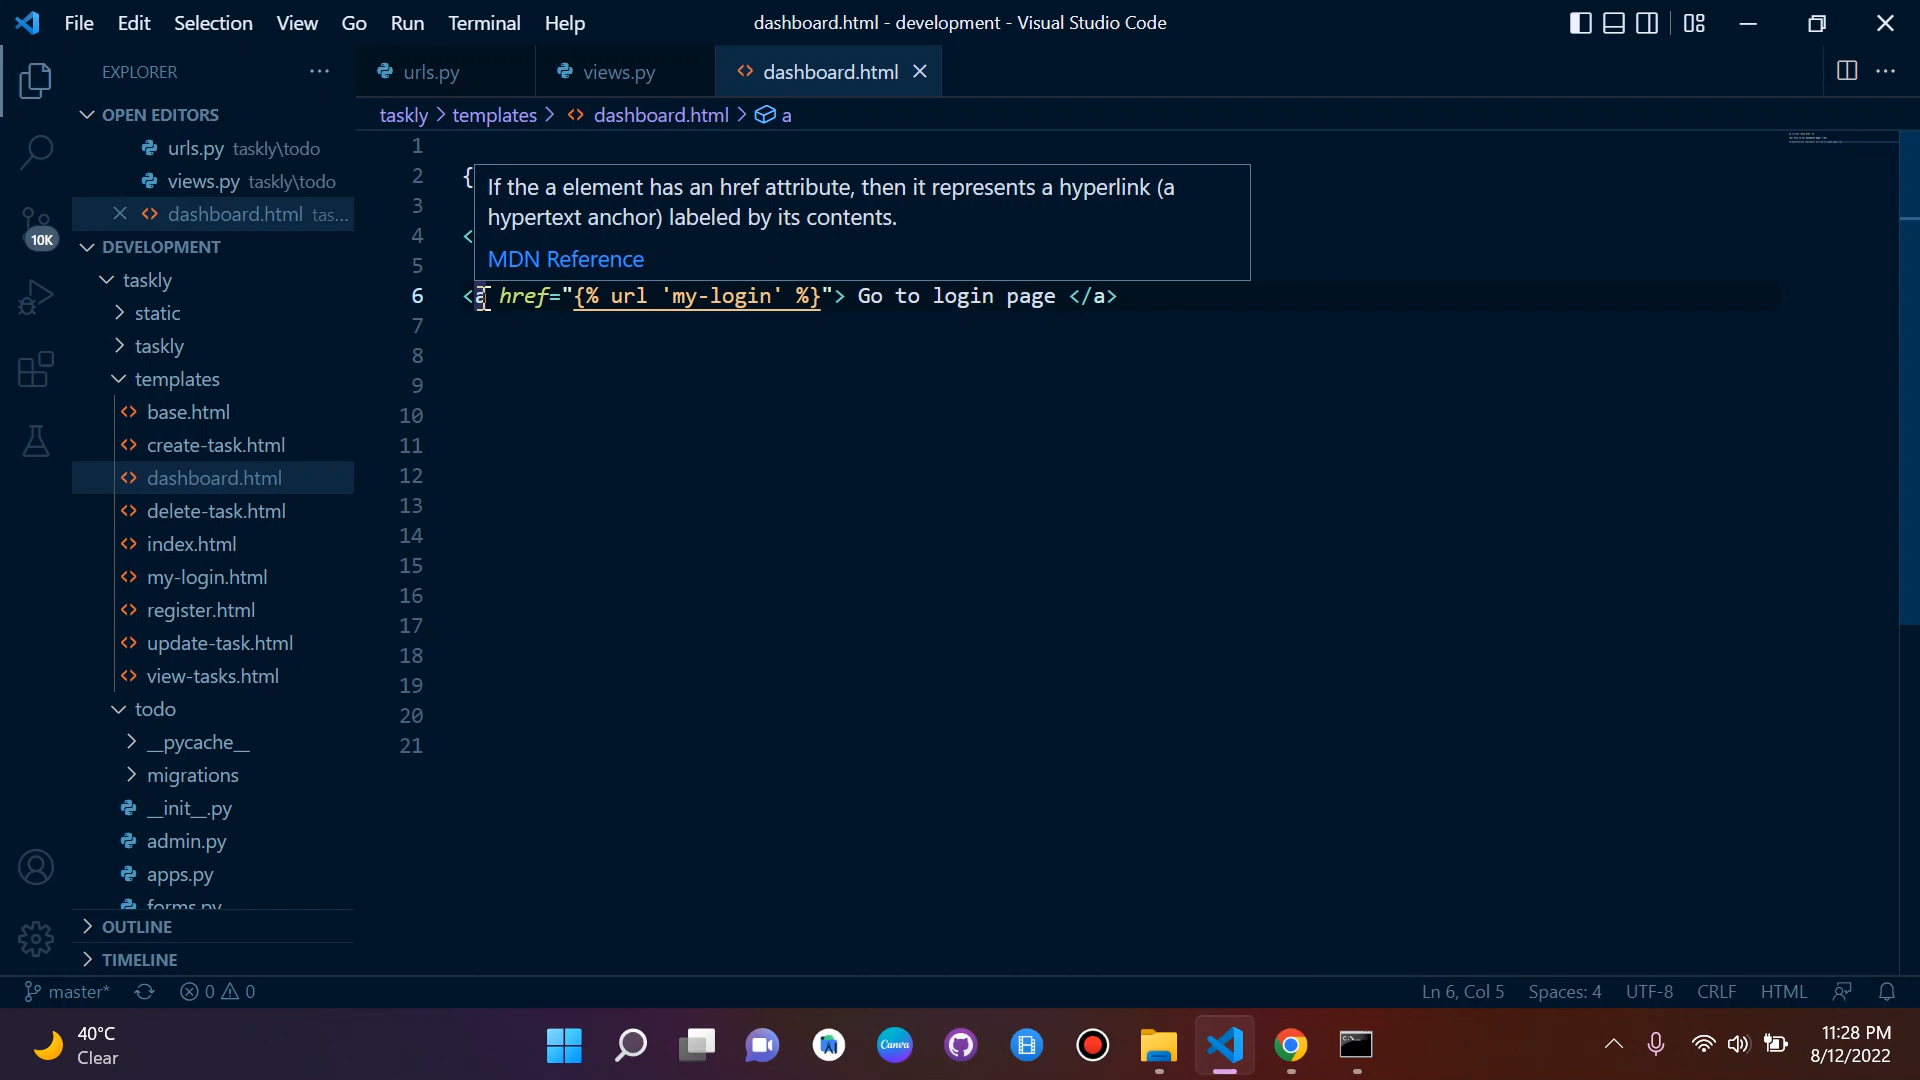 File Edit Selection View Go Run Terminal Help
dashboard.html - development - Visual Studio Code
EXPLORER
urls.py
views.py
dashboard.html
OPEN EDITORS
urls.py taskly\todo
views.py taskly\todo
dashboard.html tas...
DEVELOPMENT
taskly
static
taskly
templates
base.html
create-task.html
dashboard.html
delete-task.html
index.html
my-login.html
register.html
update-task.html
view-tasks.html
todo
__pycache__
migrations
__init__.py
admin.py
apps.py
forms.py
OUTLINE
TIMELINE
10K
taskly > templates > dashboard.html > a
1
2 {
3
4 <
5
If the a element has an href attribute, then it represents a hyperlink (a
hypertext anchor) labeled by its contents.
MDN Reference
6 <a href="{% url 'my-login' %}"> Go to login page </a>
7
8
9
10
11
12
13
14
15
16
17
18
19
20
21
master* 0 0
Ln 6, Col 5 Spaces: 4 UTF-8 CRLF HTML
40°C
Clear
Canva
11:28 PM
8/12/2022